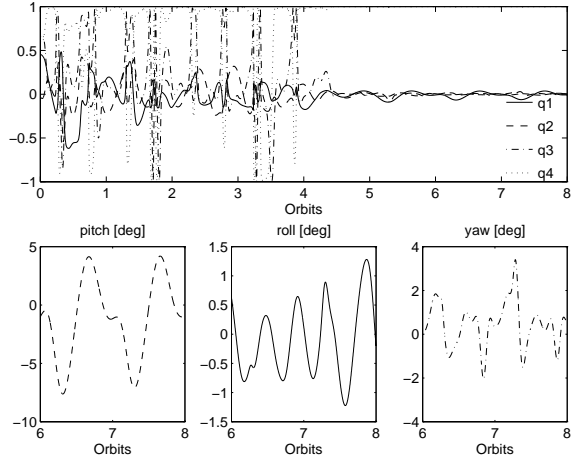 1
0.5
0
−0.5
−1
0 1 2 3 4 5 6 7 8
Orbits
q1
q2
q3
q4
pitch [deg]
5
0
−5
−10
6 7 8
Orbits
roll [deg]
1.5
1
0.5
0
−0.5
−1
−1.5
6 7 8
Orbits
yaw [deg]
4
2
0
−2
−4
6 7 8
Orbits